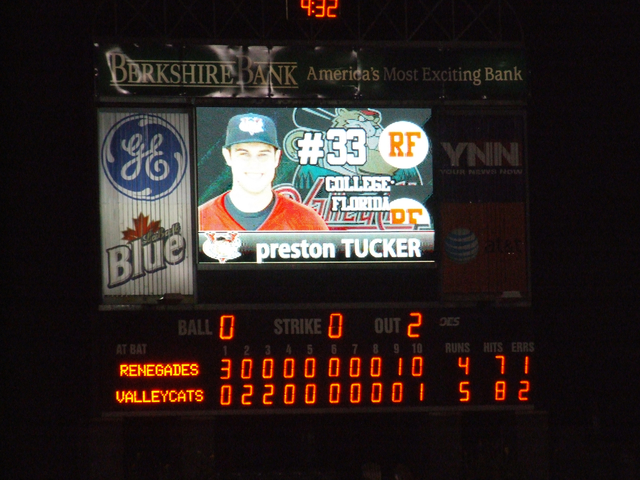 4:32
BERKSHIRE BANK America's Most Exciting Bank
GE
#33 RF
COLLEGE
FLORIDA RF
preston TUCKER
Blue
YNN
YOUR NEWS NOW
at&t
BALL 0 STRIKE 0 OUT 2
AT BAT 1 2 3 4 5 6 7 8 9 10 RUNS HITS ERRS
RENEGADES 3 0 0 0 0 0 0 0 1 0 4 7 1
VALLEYCATS 0 2 2 0 0 0 0 0 0 1 5 8 2